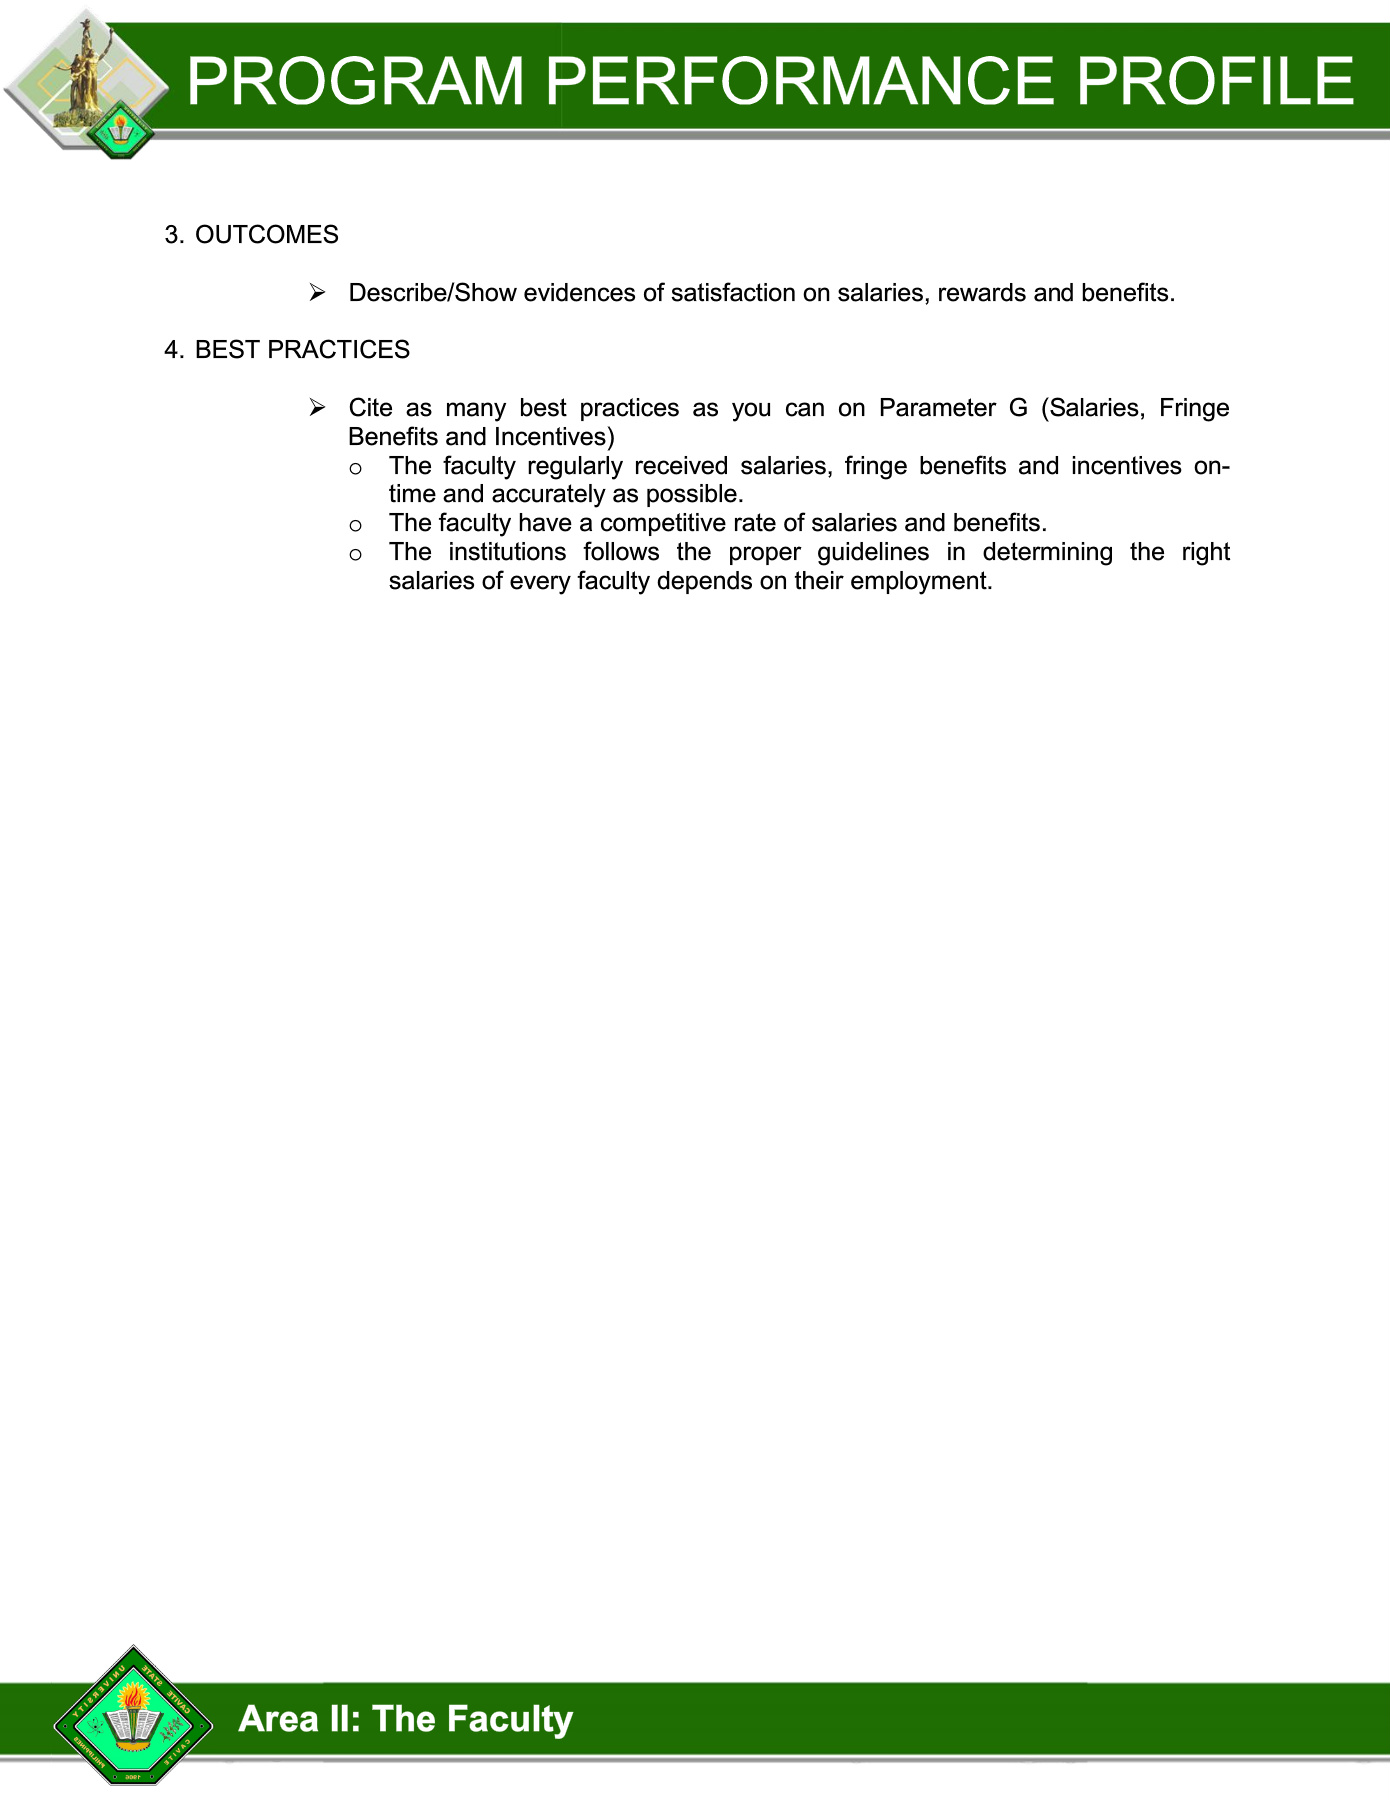 PROGRAM PERFORMANCE PROFILE
3. OUTCOMES
➢ Describe/Show evidences of satisfaction on salaries, rewards and benefits.
4. BEST PRACTICES
➢ Cite as many best practices as you can on Parameter G (Salaries, Fringe
Benefits and Incentives)
o The faculty regularly received salaries, fringe benefits and incentives on-
time and accurately as possible.
o The faculty have a competitive rate of salaries and benefits.
o The institutions follows the proper guidelines in determining the right
salaries of every faculty depends on their employment.
CAVITE STATE UNIVERSITY
CAVITE
PHILIPPINES
1906
Area II: The Faculty